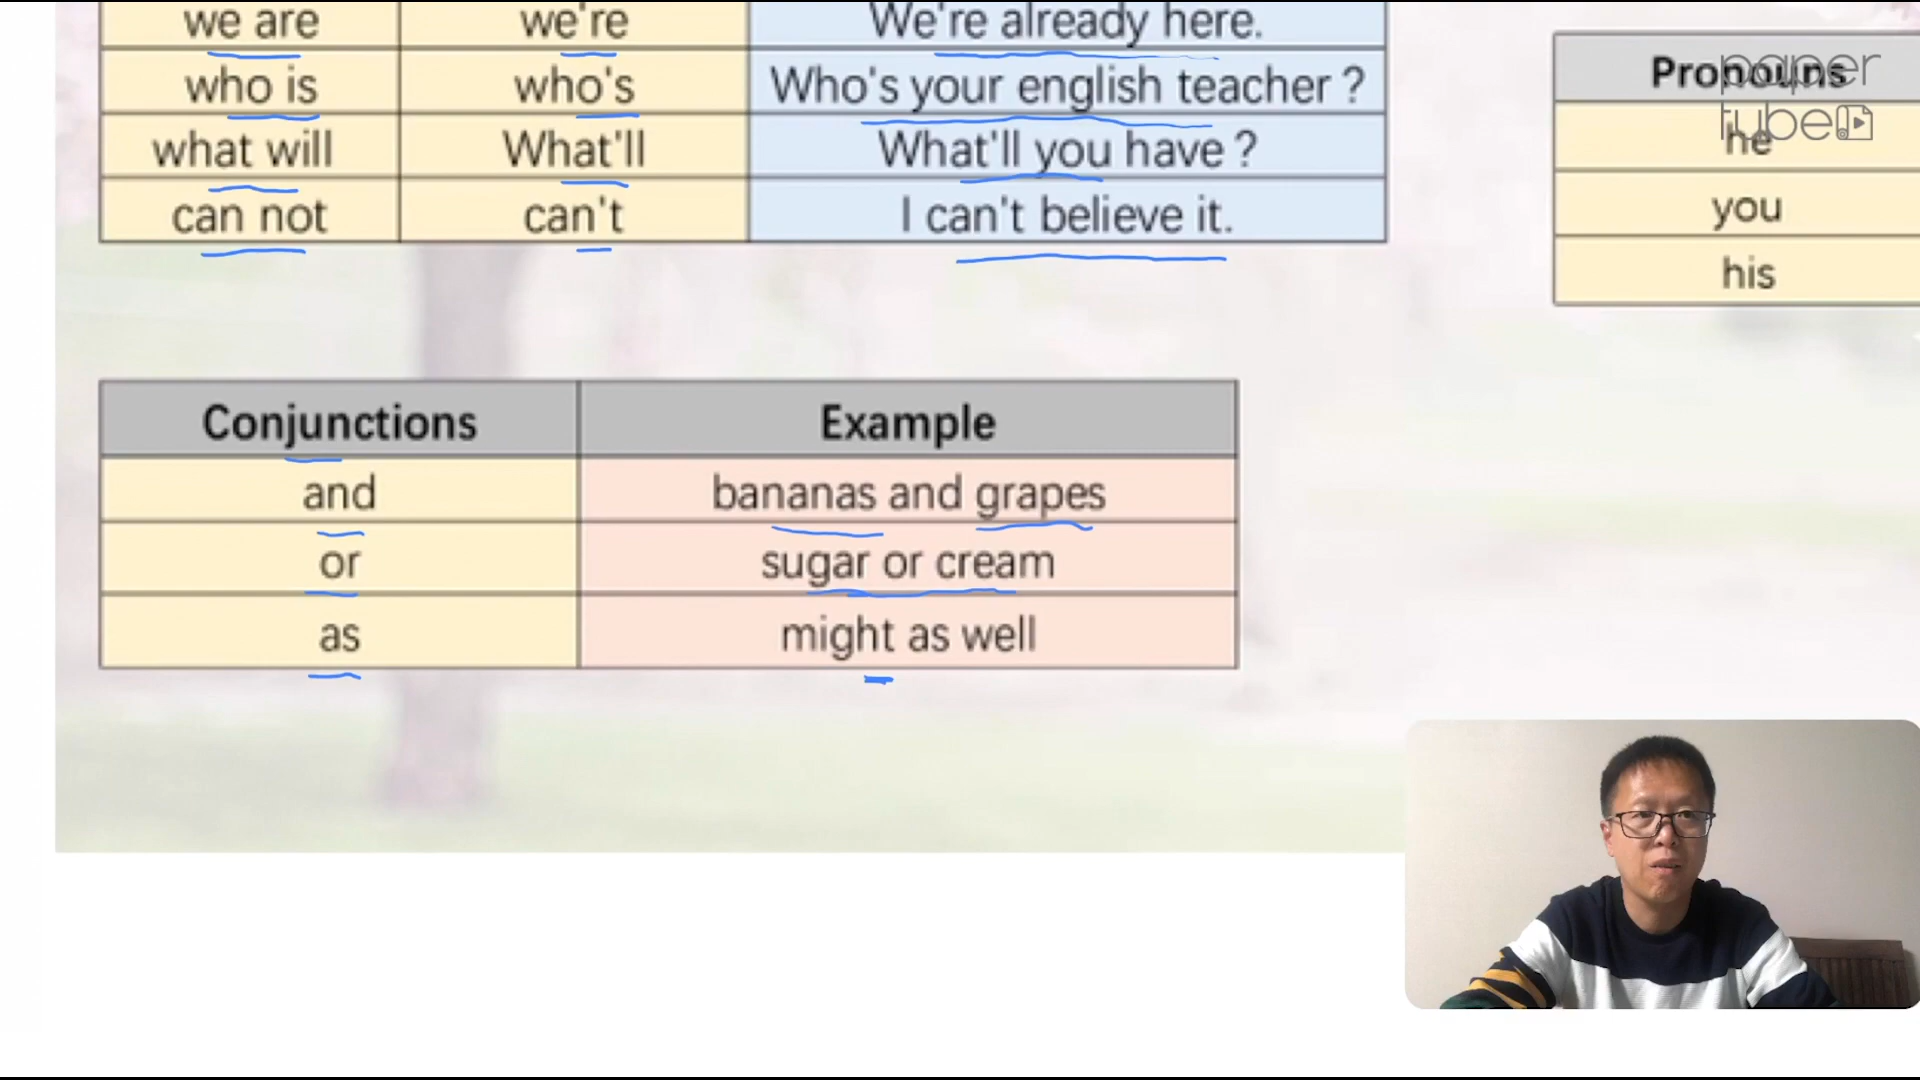 we are we're We're already here.
who is who's Who's your english teacher ?
what will What'll What'll you have ?
can not can't I can't believe it.
Pronouns
he
you
his
paper
tube
Conjunctions Example
and bananas and grapes
or sugar or cream
as might as well